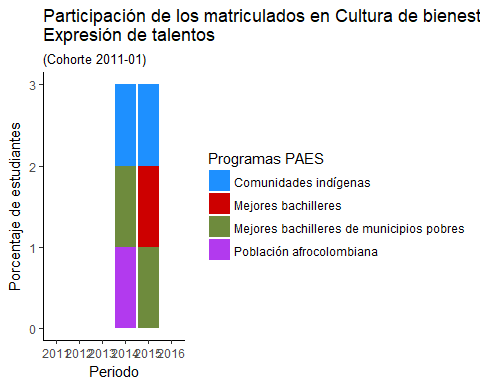 Participación de los matriculados en Cultura de bienest
Expresión de talentos
(Cohorte 2011-01)
Porcentaje de estudiantes
3
2
1
0
2011 2012 2013 2014 2015 2016
Periodo
Programas PAES
Comunidades indígenas
Mejores bachilleres
Mejores bachilleres de municipios pobres
Población afrocolombiana